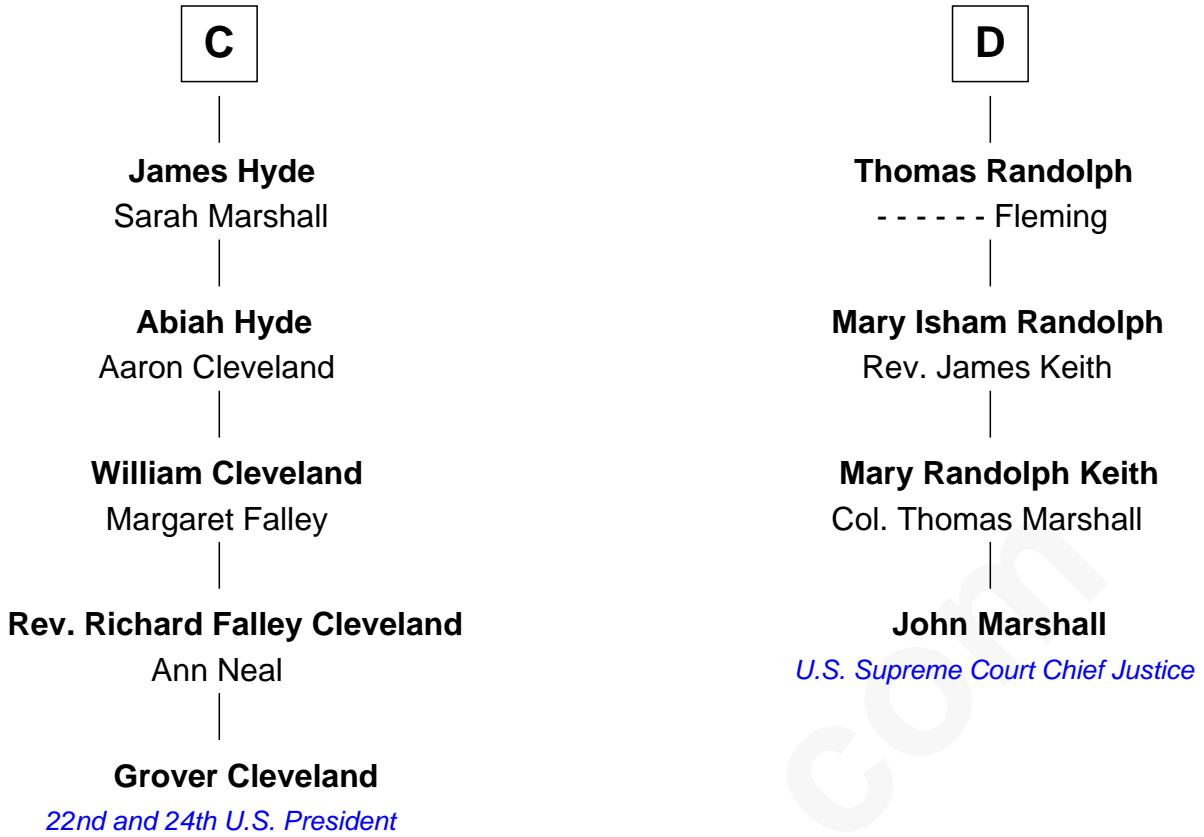 C
James Hyde
Sarah Marshall
Abiah Hyde
Aaron Cleveland
William Cleveland
Margaret Falley
Rev. Richard Falley Cleveland
Ann Neal
Grover Cleveland
22nd and 24th U.S. President
D
Thomas Randolph
- - - - - - Fleming
Mary Isham Randolph
Rev. James Keith
Mary Randolph Keith
Col. Thomas Marshall
John Marshall
U.S. Supreme Court Chief Justice
com